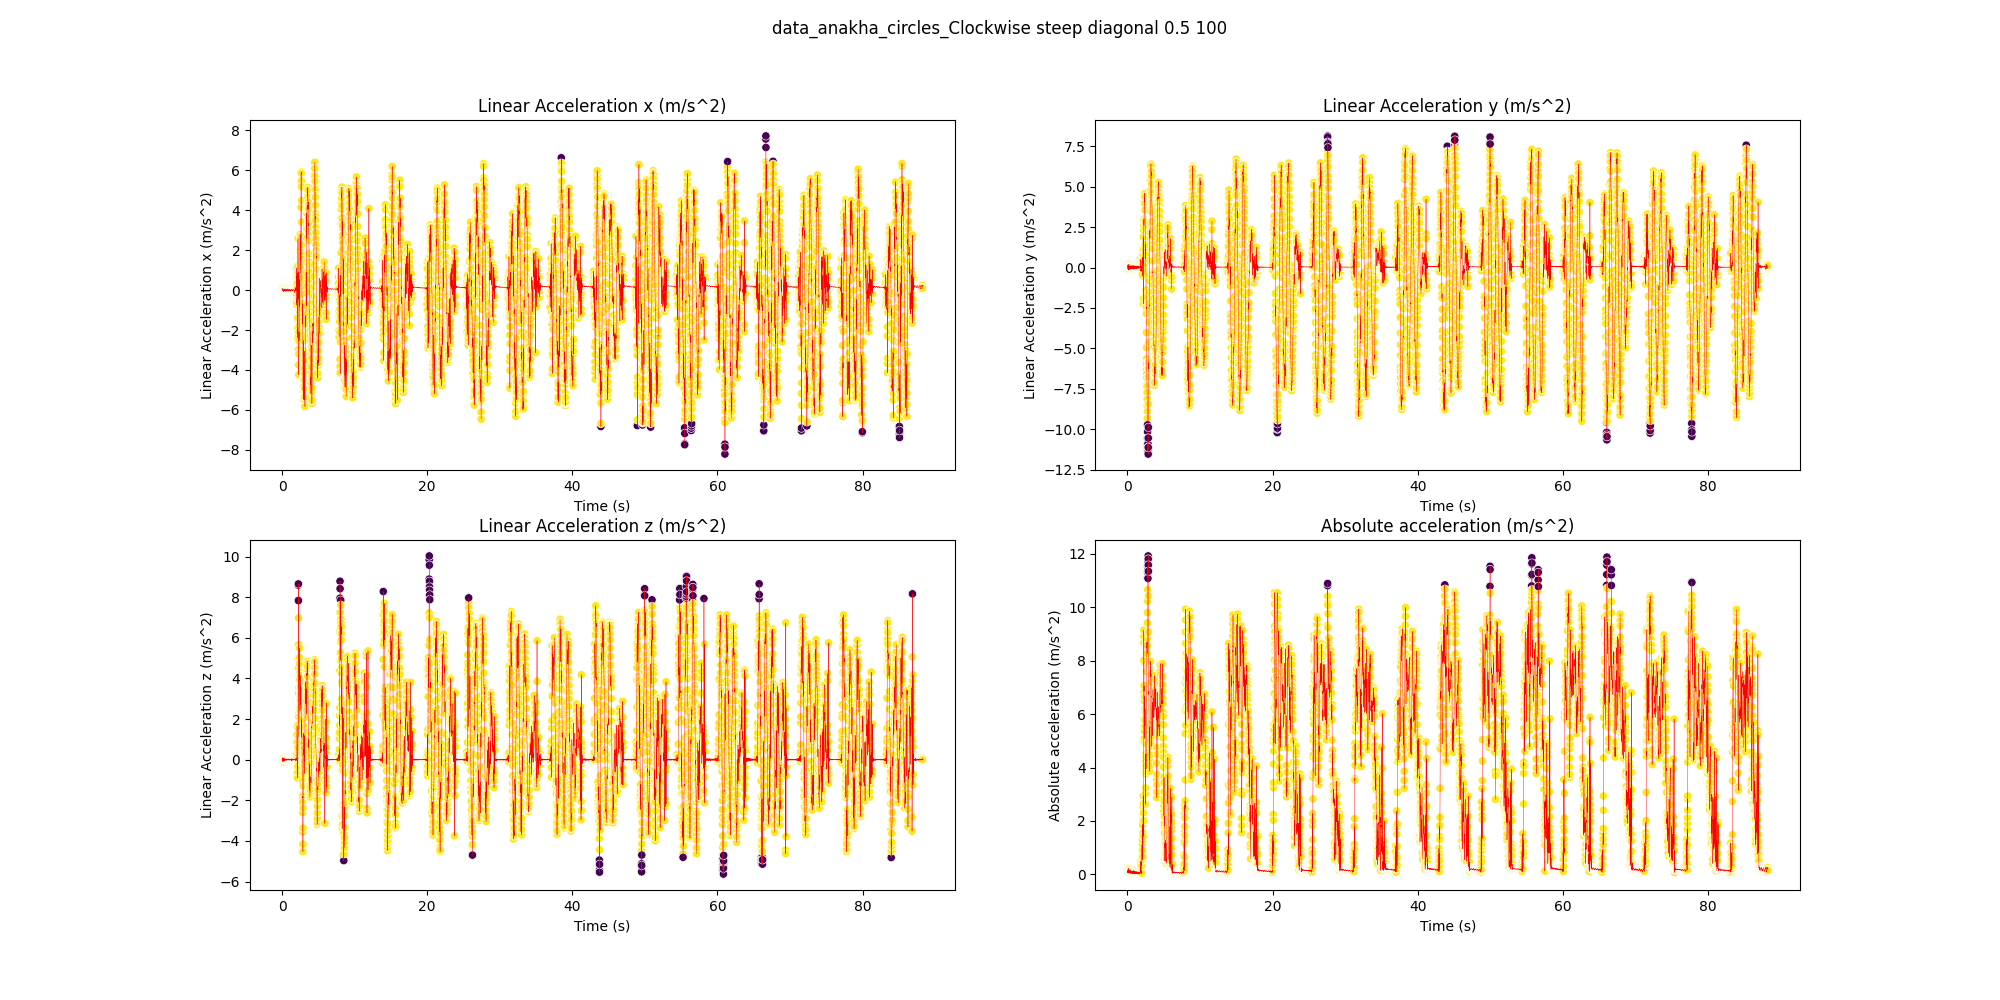 data_anakha_circles_Clockwise steep diagonal 0.5 100
Linear Acceleration x (m/s^2)
Linear Acceleration x (m/s^2)
8
6
4
2
0
−2
−4
−6
−8
0 20 40 60 80
Time (s)
Linear Acceleration y (m/s^2)
Linear Acceleration y (m/s^2)
7.5
5.0
2.5
0.0
−2.5
−5.0
−7.5
−10.0
−12.5
0 20 40 60 80
Time (s)
Linear Acceleration z (m/s^2)
Linear Acceleration z (m/s^2)
10
8
6
4
2
0
−2
−4
−6
0 20 40 60 80
Time (s)
Absolute acceleration (m/s^2)
Absolute acceleration (m/s^2)
12
10
8
6
4
2
0
0 20 40 60 80
Time (s)